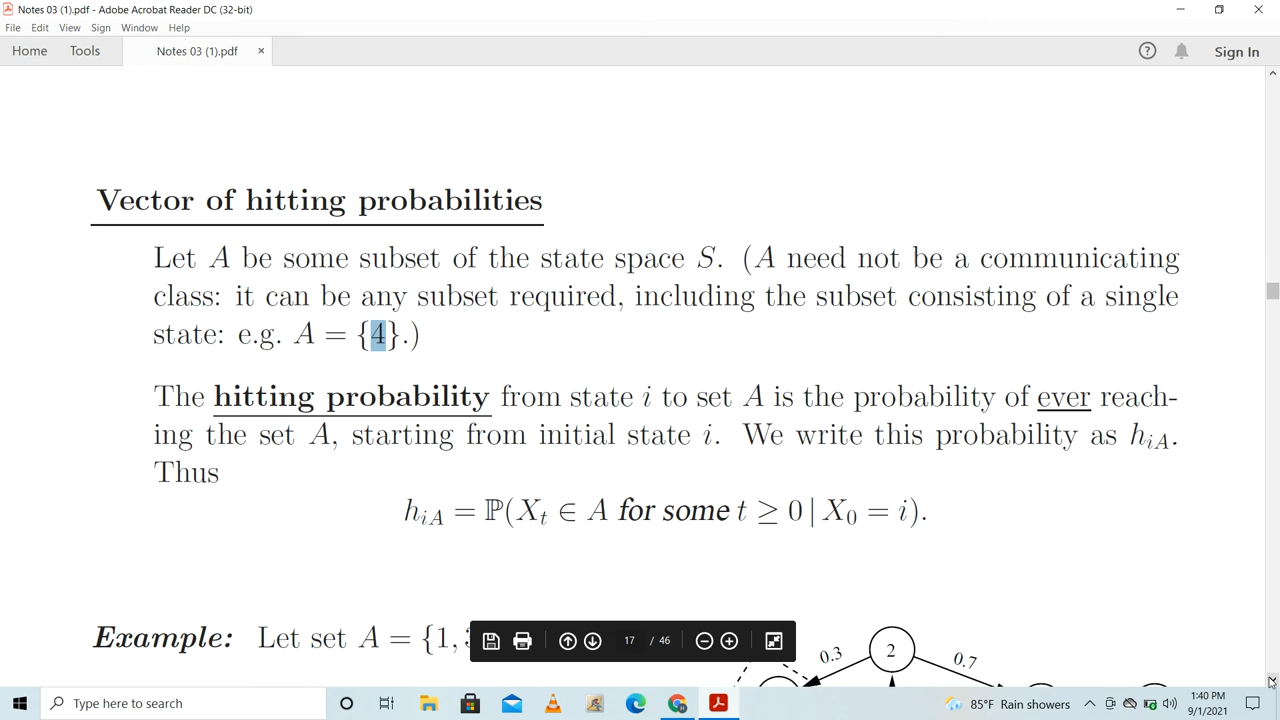 Notes 03 (1).pdf - Adobe Acrobat Reader DC (32-bit)
File Edit View Sign Window Help
Home Tools Notes 03 (1).pdf × Sign In
Vector of hitting probabilities
Let A be some subset of the state space S. (A need not be a communicating
class: it can be any subset required, including the subset consisting of a single
state: e.g. A = {4}.)
The hitting probability from state i to set A is the probability of ever reach-
ing the set A, starting from initial state i. We write this probability as hᵢA.
Thus
hᵢA = ℙ(Xₜ ∈ A for some t ≥ 0 | X₀ = i).
Example: Let set A = {1,
17 / 46
2
0.3 0.7
Type here to search
85°F Rain showers
1:40 PM
9/1/2021